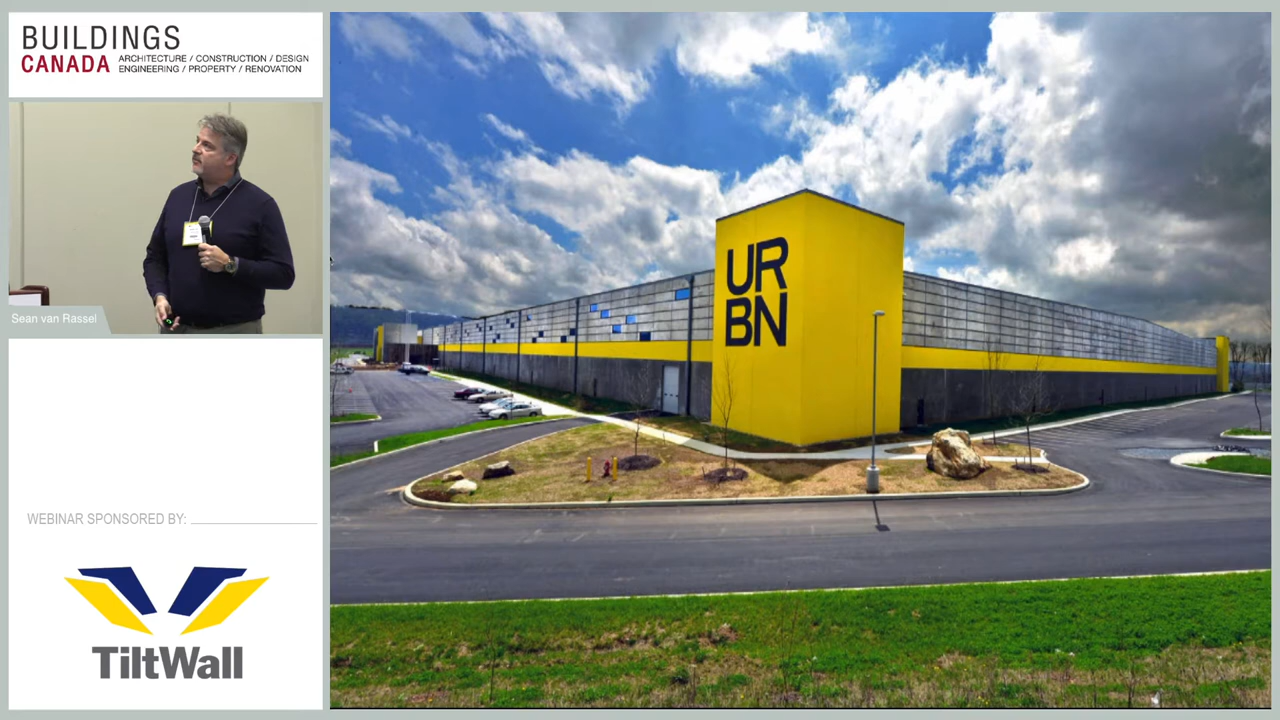 BUILDINGS
CANADA
ARCHITECTURE / CONSTRUCTION / DESIGN
ENGINEERING / PROPERTY / RENOVATION
Sean van Rassel
WEBINAR SPONSORED BY:
TiltWall
UR
BN